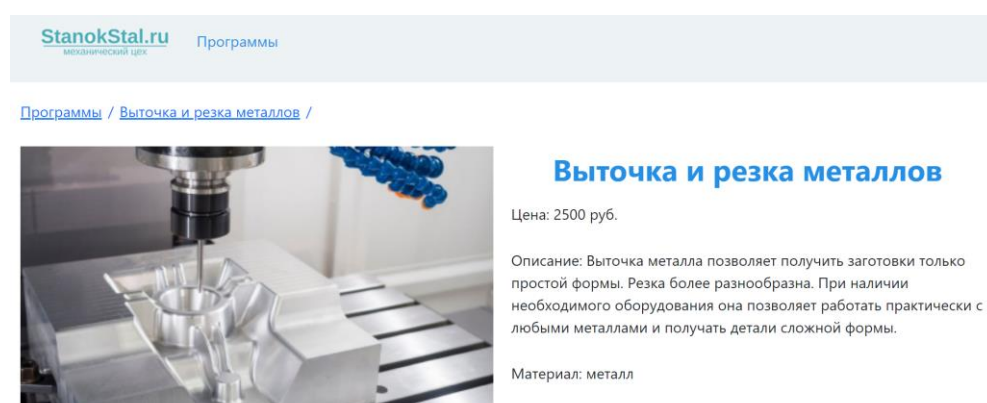 StanokStal.ru
механический цех
Программы
Программы / Выточка и резка металлов /
Выточка и резка металлов
Цена: 2500 руб.
Описание: Выточка металла позволяет получить заготовки только
простой формы. Резка более разнообразна. При наличии
необходимого оборудования она позволяет работать практически с
любыми металлами и получать детали сложной формы.
Материал: металл